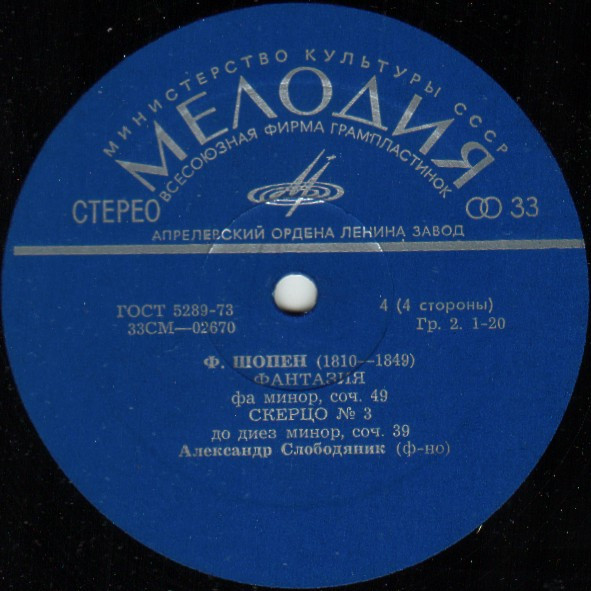 МИНИСТЕРСТВО КУЛЬТУРЫ СССР
МЕЛОДИЯ
ВСЕСОЮЗНАЯ ФИРМА ГРАМПЛАСТИНОК
СТЕРЕО
33
АПРЕЛЕВСКИЙ ОРДЕНА ЛЕНИНА ЗАВОД
ГОСТ 5289-73
4 (4 стороны)
33СМ—02670
Гр. 2. 1-20
Ф. ШОПЕН (1810—1849)
ФАНТАЗИЯ
фа минор, соч. 49
СКЕРЦО № 3
до диез минор, соч. 39
Александр Слободяник (ф-но)